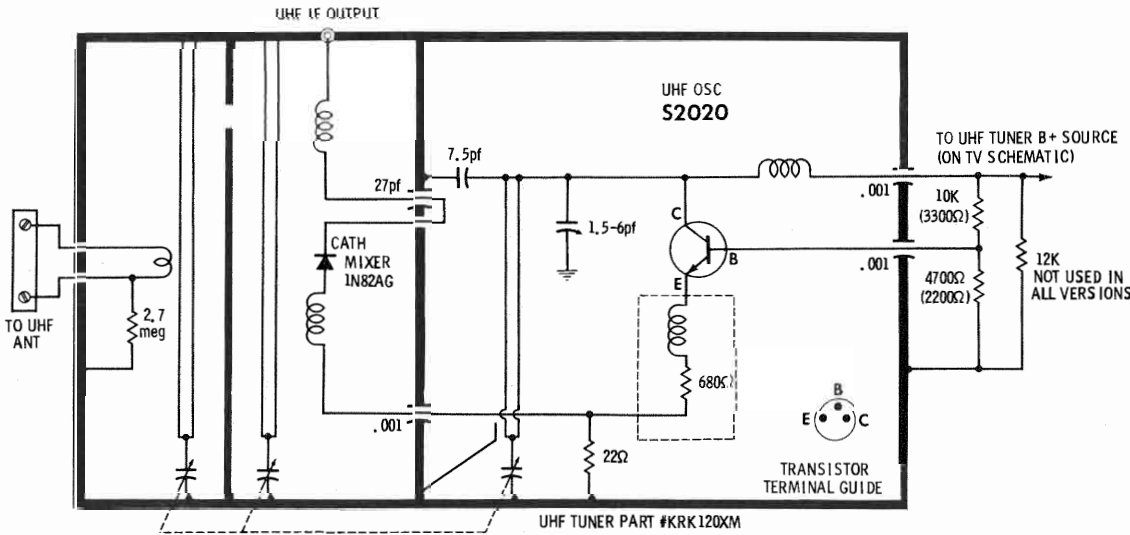 UHF IF OUTPUT
UHF OSC
S2020
TO UHF TUNER B+ SOURCE
(ON TV SCHEMATIC)
7.5pf
27pf
.001
10K
(3300Ω)
C
1.5-6pf
B
.001
CATH
MIXER
1N82AG
E
4700Ω
(2200Ω)
12K
NOT USED IN
ALL VERSIONS
TO UHF
ANT
2.7
meg
680Ω
B
E
C
.001
22Ω
TRANSISTOR
TERMINAL GUIDE
UHF TUNER PART #KRK120XM